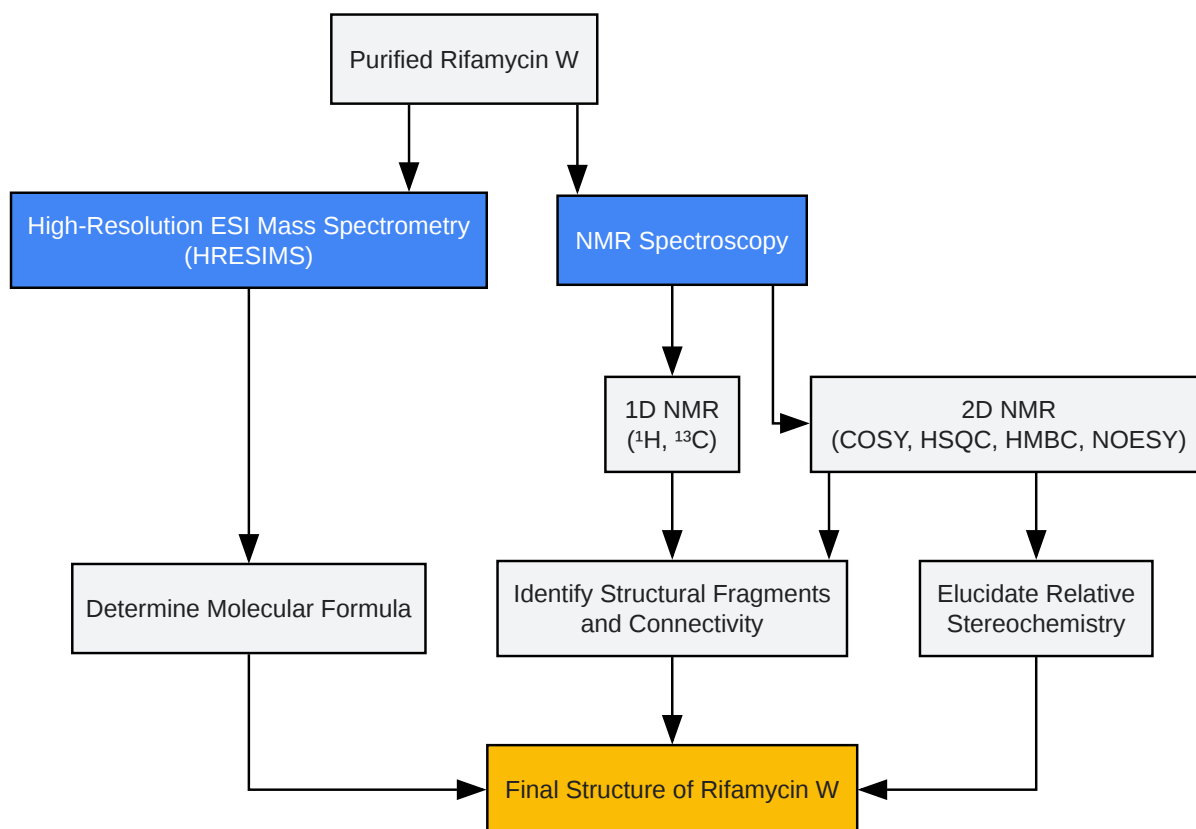 Purified Rifamycin W
High-Resolution ESI Mass Spectrometry
(HRESIMS)
NMR Spectroscopy
1D NMR
(¹H, ¹³C)
2D NMR
(COSY, HSQC, HMBC, NOESY)
Determine Molecular Formula
Identify Structural Fragments
and Connectivity
Elucidate Relative
Stereochemistry
Final Structure of Rifamycin W